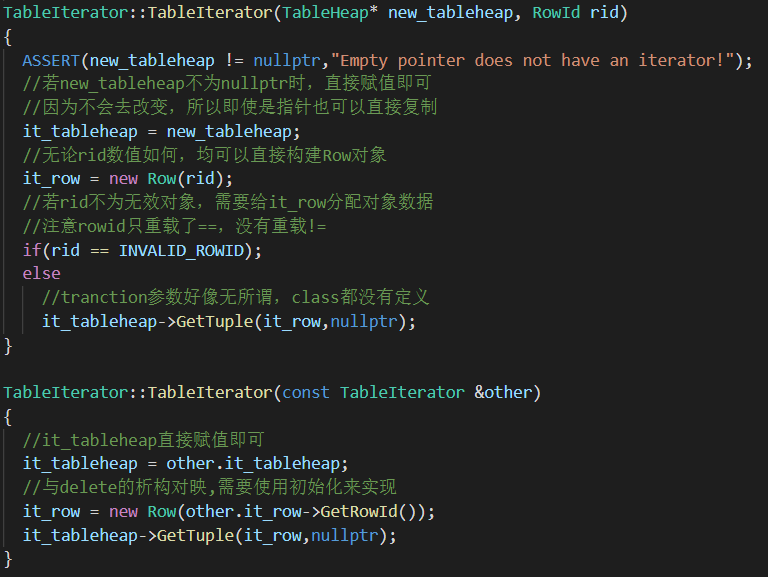 TableIterator::TableIterator(TableHeap* new_tableheap, RowId rid)
{
  ASSERT(new_tableheap != nullptr,"Empty pointer does not have an iterator!");
  //若new_tableheap不为nullptr时，直接赋值即可
  //因为不会去改变，所以即使是指针也可以直接复制
  it_tableheap = new_tableheap;
  //无论rid数值如何，均可以直接构建Row对象
  it_row = new Row(rid);
  //若rid不为无效对象，需要给it_row分配对象数据
  //注意rowid只重载了==，没有重载!=
  if(rid == INVALID_ROWID);
  else
    //tranction参数好像无所谓，class都没有定义
    it_tableheap->GetTuple(it_row,nullptr);
}

TableIterator::TableIterator(const TableIterator &other)
{
  //it_tableheap直接赋值即可
  it_tableheap = other.it_tableheap;
  //与delete的析构对映,需要使用初始化来实现
  it_row = new Row(other.it_row->GetRowId());
  it_tableheap->GetTuple(it_row,nullptr);
}